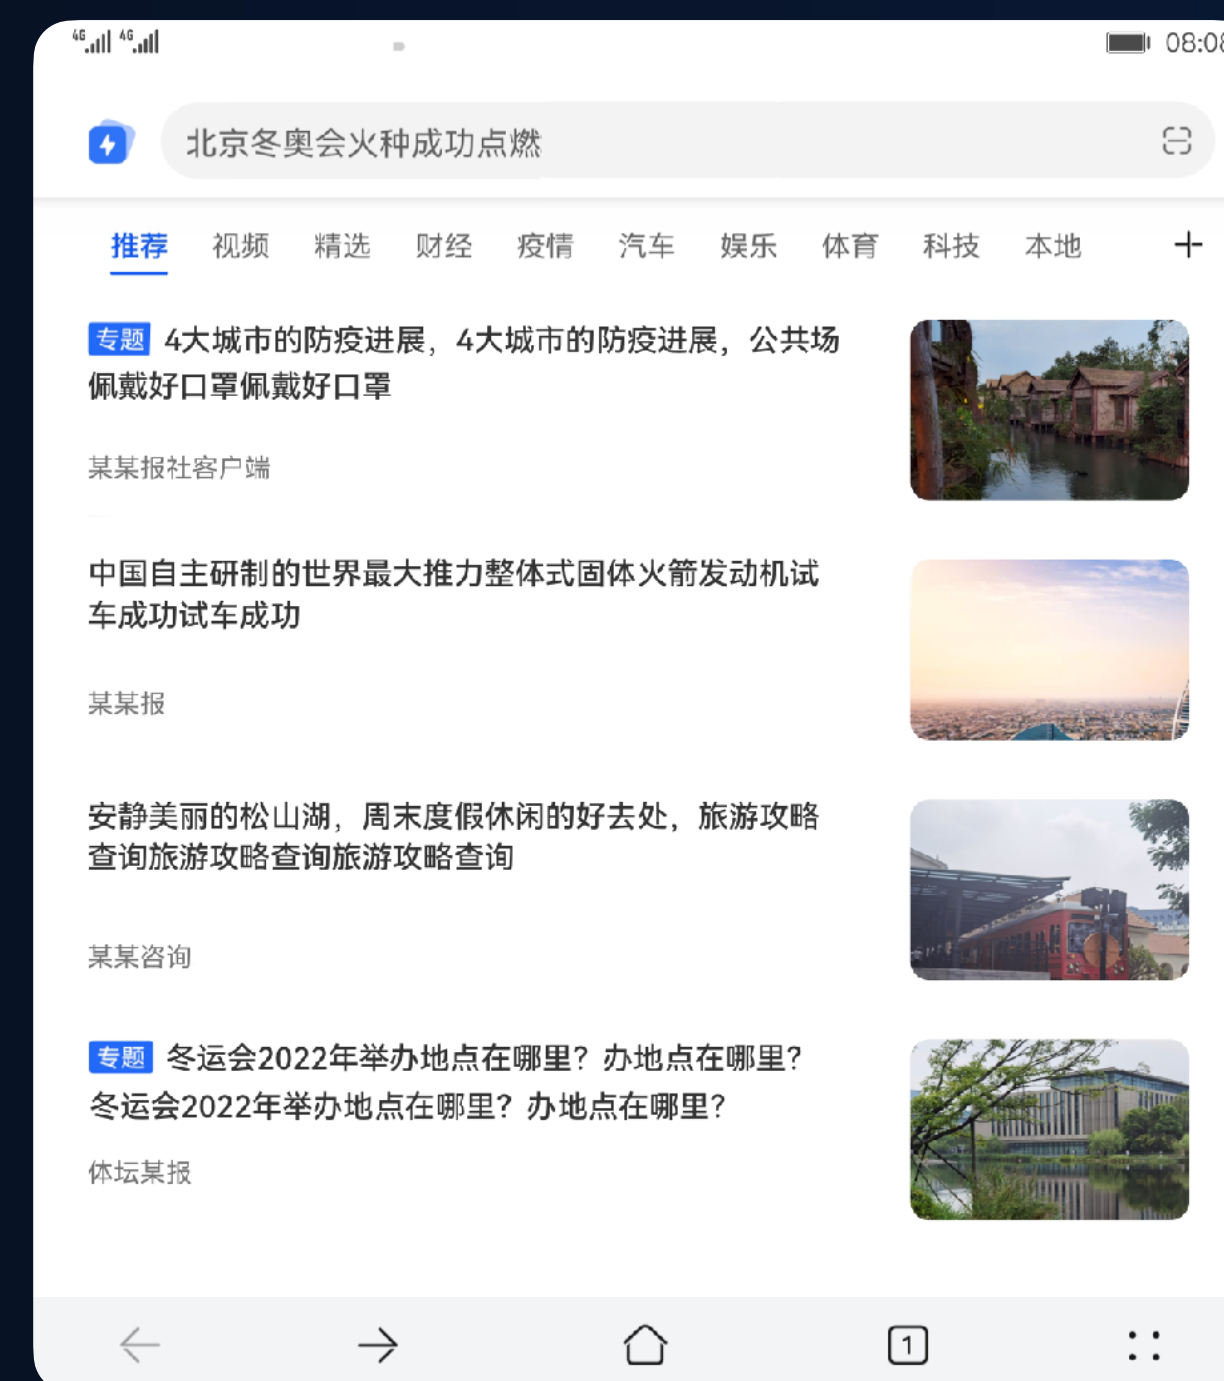 4G 4G
08:08
北京冬奥会火种成功点燃
推荐 视频 精选 财经 疫情 汽车 娱乐 体育 科技 本地
专题 4大城市的防疫进展，4大城市的防疫进展，公共场
佩戴好口罩佩戴好口罩
某某报社客户端
中国自主研制的世界最大推力整体式固体火箭发动机试
车成功试车成功
某某报
安静美丽的松山湖，周末度假休闲的好去处，旅游攻略
查询旅游攻略查询旅游攻略查询
某某咨询
专题 冬运会2022年举办地点在哪里？办地点在哪里？
冬运会2022年举办地点在哪里？办地点在哪里？
体坛某报
1